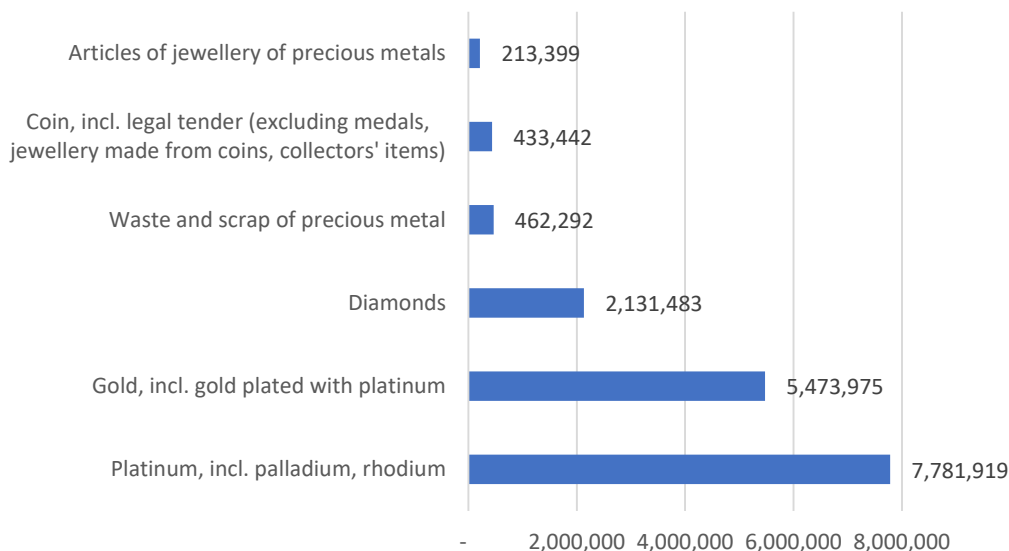 Articles of jewellery of precious metals 213,399
Coin, incl. legal tender (excluding medals,
jewellery made from coins, collectors' items) 433,442
Waste and scrap of precious metal 462,292
Diamonds 2,131,483
Gold, incl. gold plated with platinum 5,473,975
Platinum, incl. palladium, rhodium 7,781,919
- 2,000,000 4,000,000 6,000,000 8,000,000